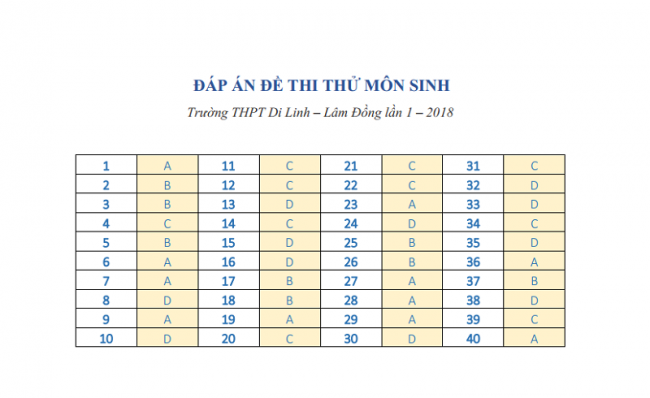 ĐÁP ÁN ĐỀ THI THỬ MÔN SINH
Trường THPT Di Linh – Lâm Đồng lần 1 – 2018
1 A 11 C 21 C 31 C
2 B 12 C 22 C 32 D
3 B 13 D 23 A 33 D
4 C 14 C 24 D 34 C
5 B 15 D 25 B 35 D
6 A 16 D 26 B 36 A
7 A 17 B 27 A 37 B
8 D 18 B 28 A 38 D
9 A 19 A 29 A 39 C
10 D 20 C 30 D 40 A